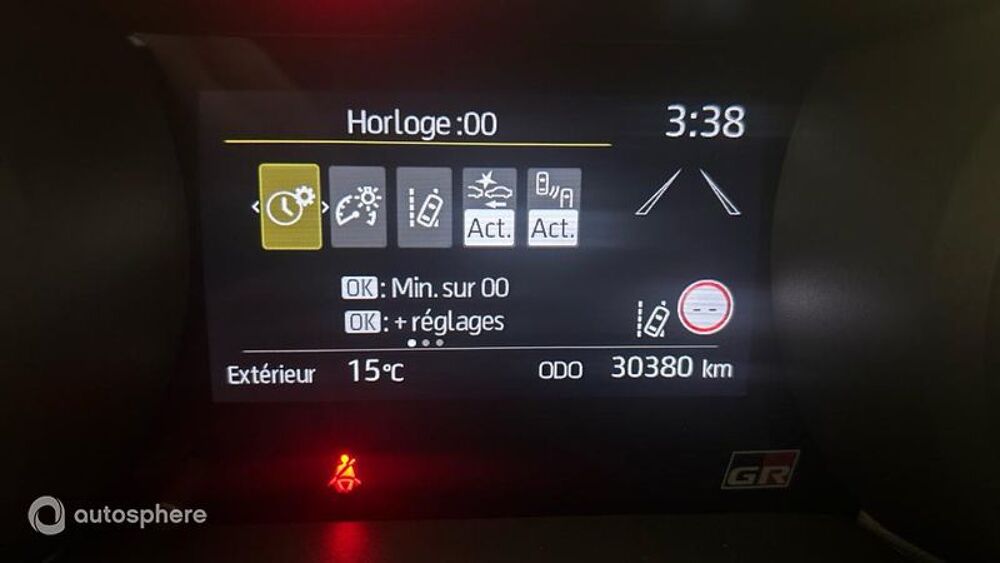 Horloge :00
3:38
Act.
Act.
OK : Min. sur 00
OK : + réglages
Extérieur 15°C ODO 30380 km
GR
autosphere